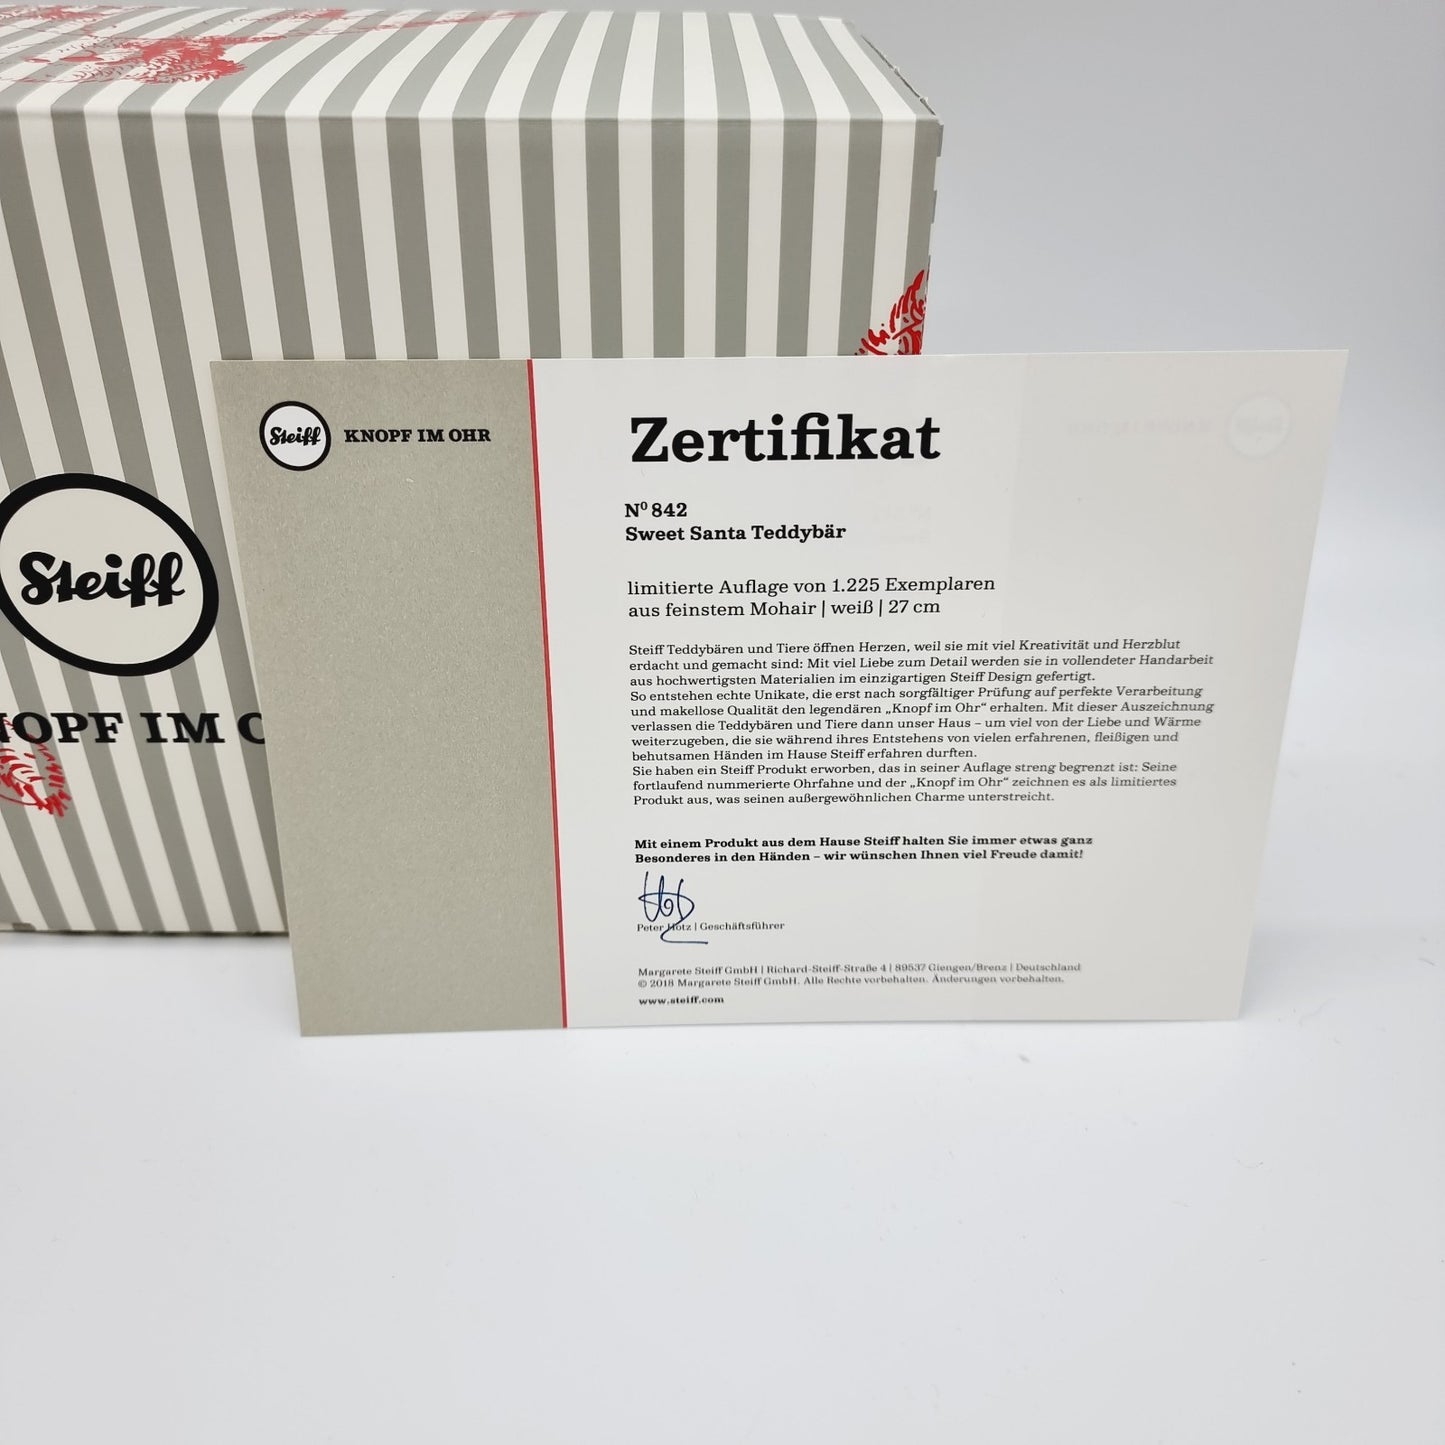 Steiff
KNOPF IM O
Steiff KNOPF IM OHR
Zertifikat
Nº 842
Sweet Santa Teddybär
limitierte Auflage von 1.225 Exemplaren
aus feinstem Mohair | weiß | 27 cm
Steiff Teddybären und Tiere öffnen Herzen, weil sie mit viel Kreativität und Herzblut
erdacht und gemacht sind: Mit viel Liebe zum Detail werden sie in vollendeter Handarbeit
aus hochwertigsten Materialien im einzigartigen Steiff Design gefertigt.
So entstehen echte Unikate, die erst nach sorgfältiger Prüfung auf perfekte Verarbeitung
und makellose Qualität den legendären „Knopf im Ohr“ erhalten. Mit dieser Auszeichnung
verlassen die Teddybären und Tiere dann unser Haus – um viel von der Liebe und Wärme
weiterzugeben, die sie während ihres Entstehens von vielen erfahrenen, fleißigen und
behutsamen Händen im Hause Steiff erfahren durften.
Sie haben ein Steiff Produkt erworben, das in seiner Auflage streng begrenzt ist: Seine
fortlaufend nummerierte Ohrfahne und der „Knopf im Ohr“ zeichnen es als limitiertes
Produkt aus, was seinen außergewöhnlichen Charme unterstreicht.
Mit einem Produkt aus dem Hause Steiff halten Sie immer etwas ganz
Besonderes in den Händen – wir wünschen Ihnen viel Freude damit!
Peter Hotz | Geschäftsführer
Margarete Steiff GmbH | Richard-Steiff-Straße 4 | 89537 Giengen/Brenz | Deutschland
© 2018 Margarete Steiff GmbH. Alle Rechte vorbehalten. Änderungen vorbehalten.
www.steiff.com